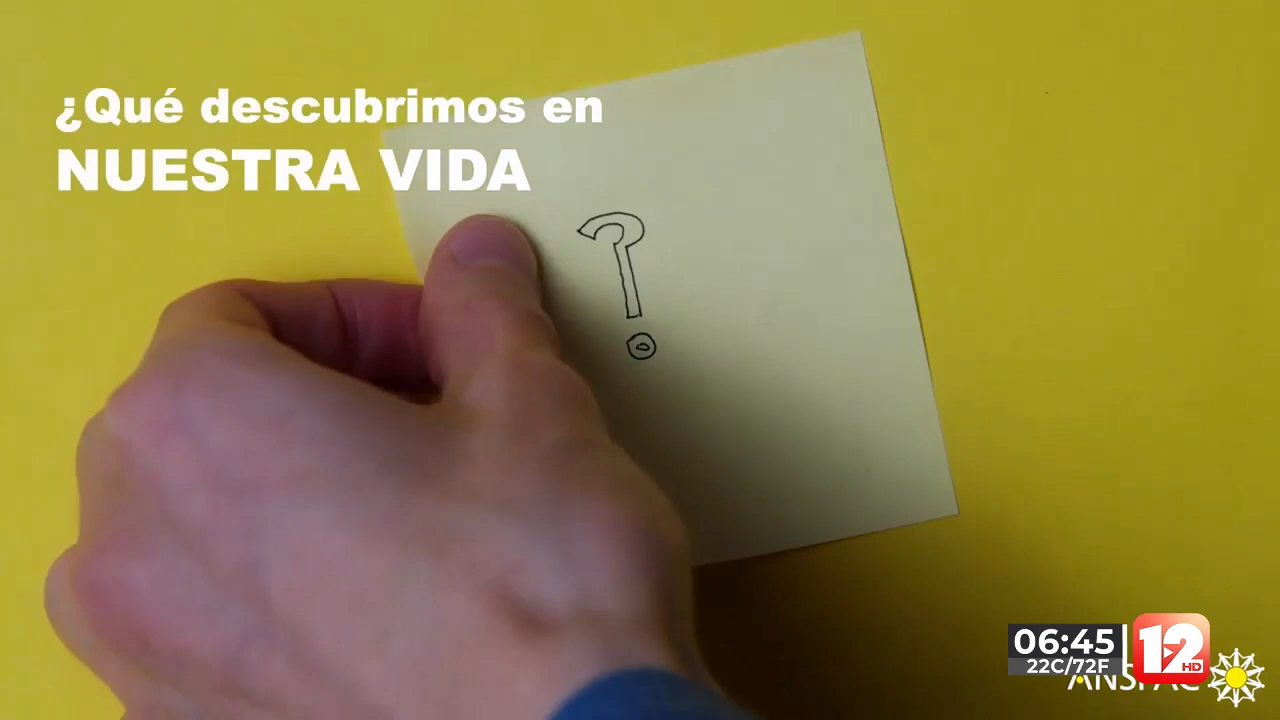 ¿Qué descubrimos en
NUESTRA VIDA
?
06:45
22C/72F
12
HD